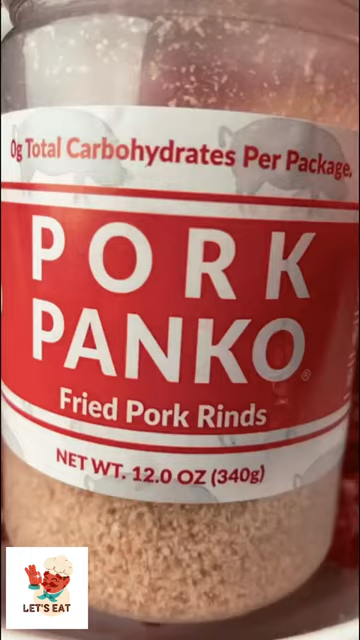 0g Total Carbohydrates Per Package.
PORK
PANKO®
Fried Pork Rinds
NET WT. 12.0 OZ (340g)
LET'S EAT